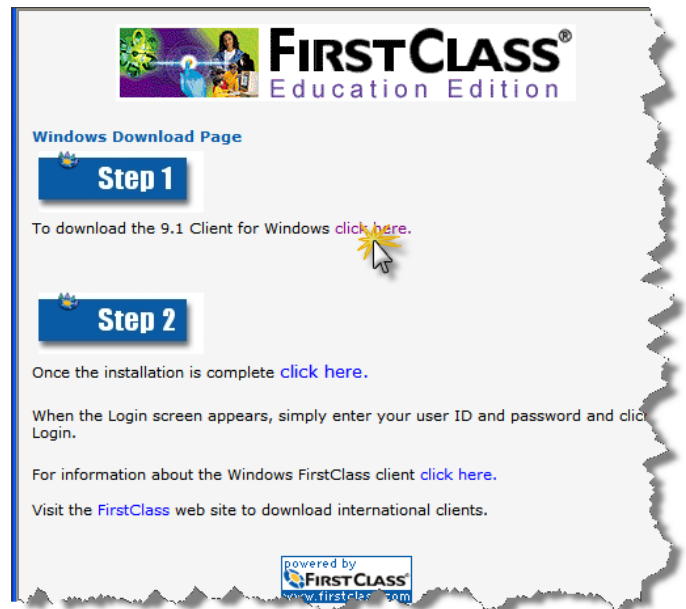 FIRSTCLASS®
Education Edition
Windows Download Page
Step 1
To download the 9.1 Client for Windows click here.
Step 2
Once the installation is complete click here.
When the Login screen appears, simply enter your user ID and password and
Login.
For information about the Windows FirstClass client click here.
Visit the FirstClass web site to download international clients.
powered by
FIRSTCLASS®